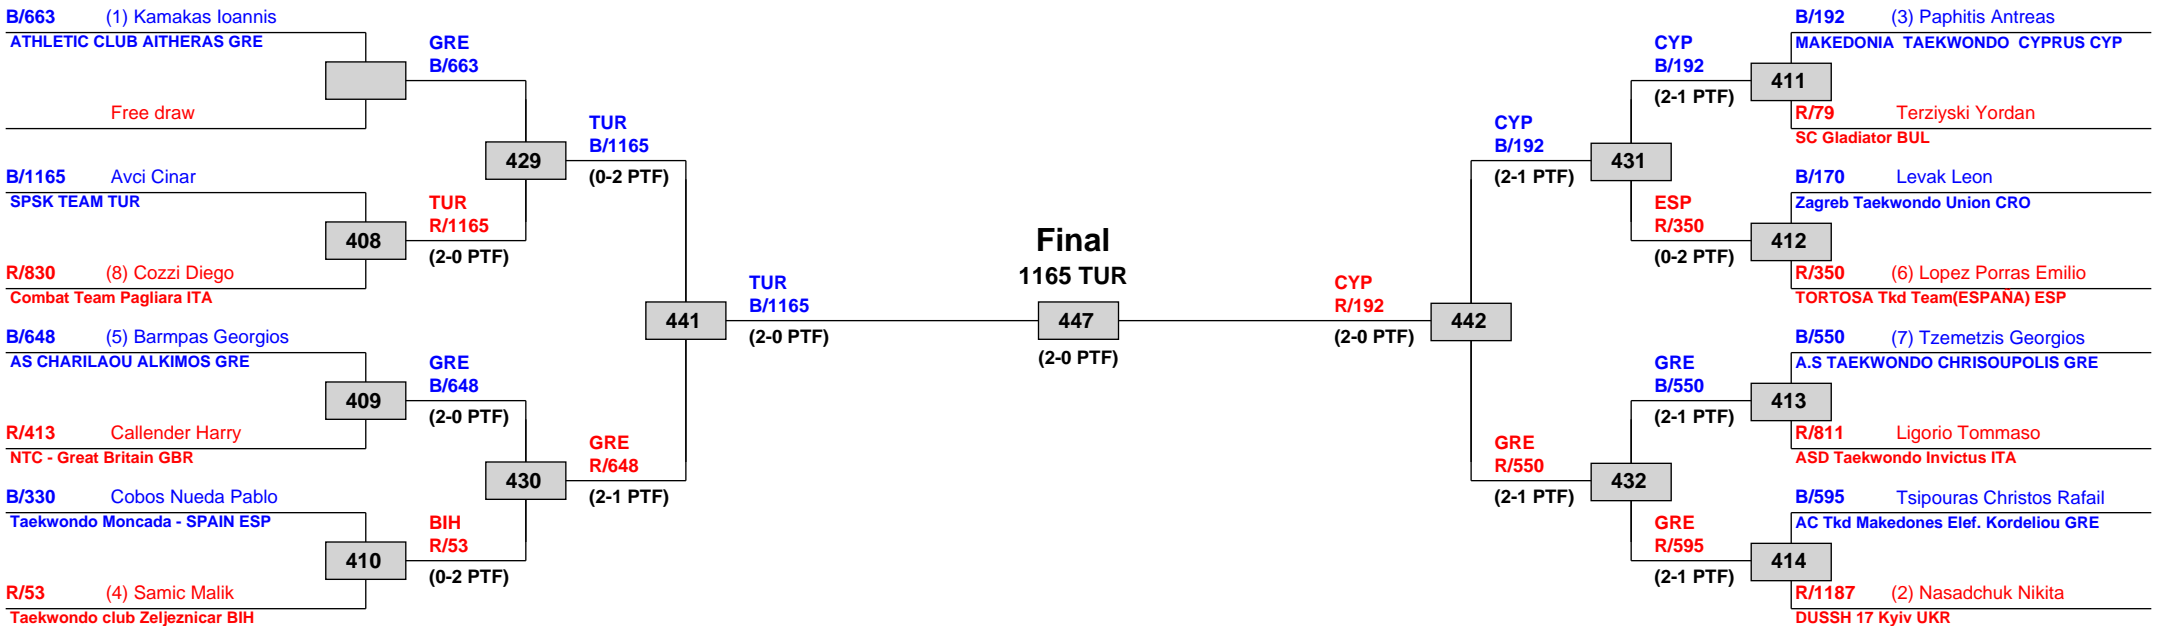 B/663 (1) Kamakas Ioannis
ATHLETIC CLUB AITHERAS GRE
Free draw
B/1165 Avci Cinar
SPSK TEAM TUR
408
R/830 (8) Cozzi Diego
Combat Team Pagliara ITA
B/648 (5) Barmpas Georgios
AS CHARILAOU ALKIMOS GRE
409
R/413 Callender Harry
NTC - Great Britain GBR
B/330 Cobos Nueda Pablo
Taekwondo Moncada - SPAIN ESP
410
R/53 (4) Samic Malik
Taekwondo club Zeljeznicar BIH
GRE
B/663
429
TUR
R/1165
(2-0 PTF)
GRE
B/648
(2-0 PTF)
430
BIH
R/53
(0-2 PTF)
TUR
B/1165
(0-2 PTF)
441
GRE
R/648
(2-1 PTF)
TUR
B/1165
(2-0 PTF)
Final
1165 TUR
447
(2-0 PTF)
CYP
R/192
(2-0 PTF)
442
CYP
B/192
(2-1 PTF)
GRE
R/550
(2-1 PTF)
CYP
B/192
(2-1 PTF)
431
ESP
R/350
(0-2 PTF)
GRE
B/550
(2-1 PTF)
432
GRE
R/595
(2-1 PTF)
B/192 (3) Paphitis Antreas
MAKEDONIA TAEKWONDO CYPRUS CYP
411
R/79 Terziyski Yordan
SC Gladiator BUL
B/170 Levak Leon
Zagreb Taekwondo Union CRO
412
R/350 (6) Lopez Porras Emilio
TORTOSA Tkd Team(ESPAÑA) ESP
B/550 (7) Tzemetzis Georgios
A.S TAEKWONDO CHRISOUPOLIS GRE
413
R/811 Ligorio Tommaso
ASD Taekwondo Invictus ITA
B/595 Tsipouras Christos Rafail
AC Tkd Makedones Elef. Kordeliou GRE
414
R/1187 (2) Nasadchuk Nikita
DUSSH 17 Kyiv UKR